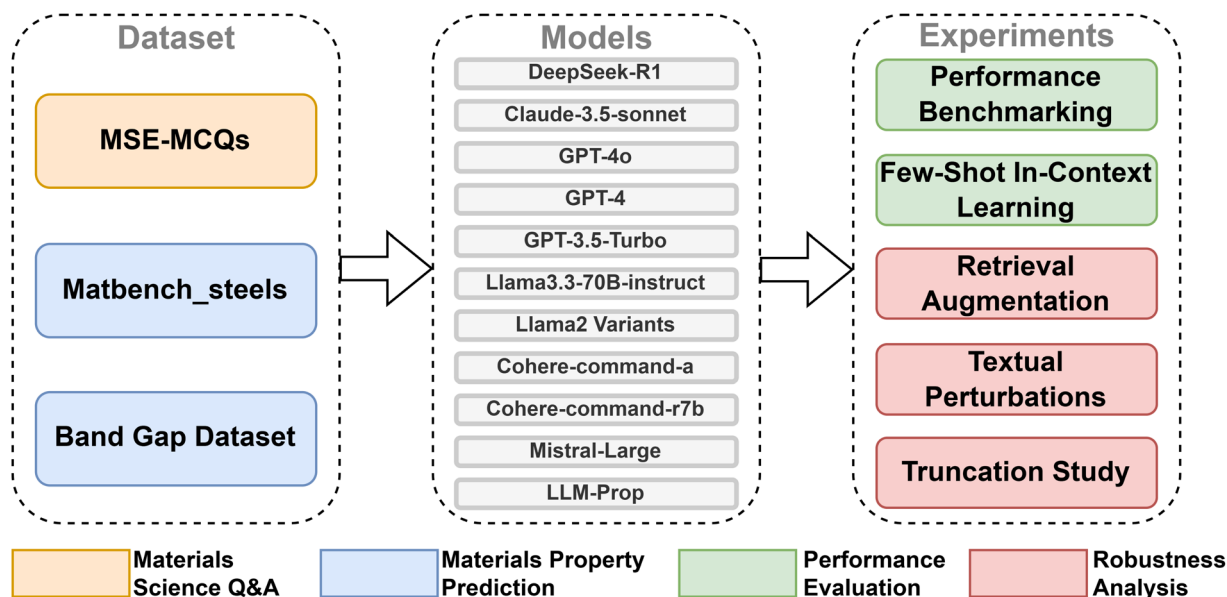 Dataset
MSE-MCQs
Matbench_steels
Band Gap Dataset
Models
DeepSeek-R1
Claude-3.5-sonnet
GPT-4o
GPT-4
GPT-3.5-Turbo
Llama3.3-70B-instruct
Llama2 Variants
Cohere-command-a
Cohere-command-r7b
Mistral-Large
LLM-Prop
Experiments
Performance
Benchmarking
Few-Shot In-Context
Learning
Retrieval
Augmentation
Textual
Perturbations
Truncation Study
Materials
Science Q&A
Materials Property
Prediction
Performance
Evaluation
Robustness
Analysis